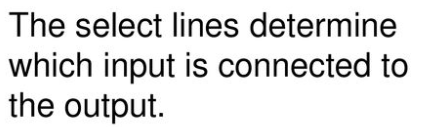 The select lines determine
which input is connected to
the output.